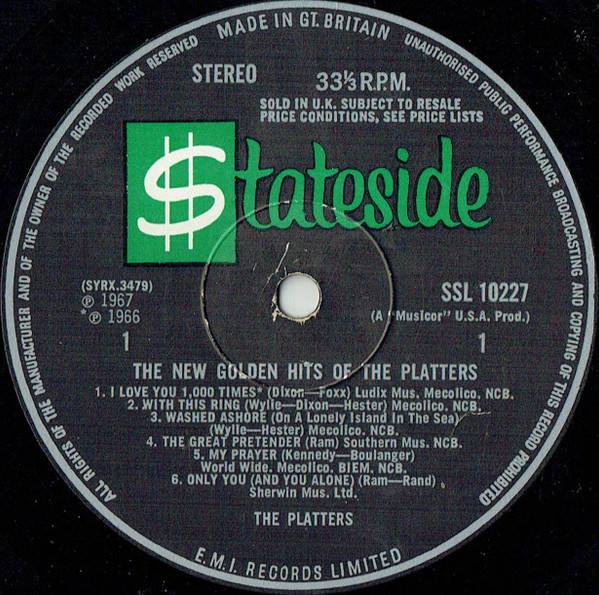 MADE IN GT. BRITAIN
UNAUTHORISED PUBLIC PERFORMANCE BROADCASTING AND COPYING OF THIS RECORD PROHIBITED
ALL RIGHTS OF THE MANUFACTURER AND OF THE OWNER OF THE RECORDED WORK RESERVED
STEREO
33⅓ R.P.M.
SOLD IN U.K. SUBJECT TO RESALE
PRICE CONDITIONS, SEE PRICE LISTS
$tateside
(SYRX.3479)
℗ 1967
*℗ 1966
1
SSL 10227
(A "Musicor" U.S.A. Prod.)
1
THE NEW GOLDEN HITS OF THE PLATTERS
1. I LOVE YOU 1,000 TIMES* (Dixon—Foxx) Ludix Mus. Mecolico. NCB.
2. WITH THIS RING (Wylie—Dixon—Hester) Mecolico. NCB.
3. WASHED ASHORE (On A Lonely Island In The Sea)
(Wylie—Hester) Mecolico. NCB.
4. THE GREAT PRETENDER (Ram) Southern Mus. NCB.
5. MY PRAYER (Kennedy—Boulanger)
World Wide. Mecolico. BIEM, NCB.
6. ONLY YOU (AND YOU ALONE) (Ram—Rand)
Sherwin Mus. Ltd.
THE PLATTERS
E.M.I. RECORDS LIMITED